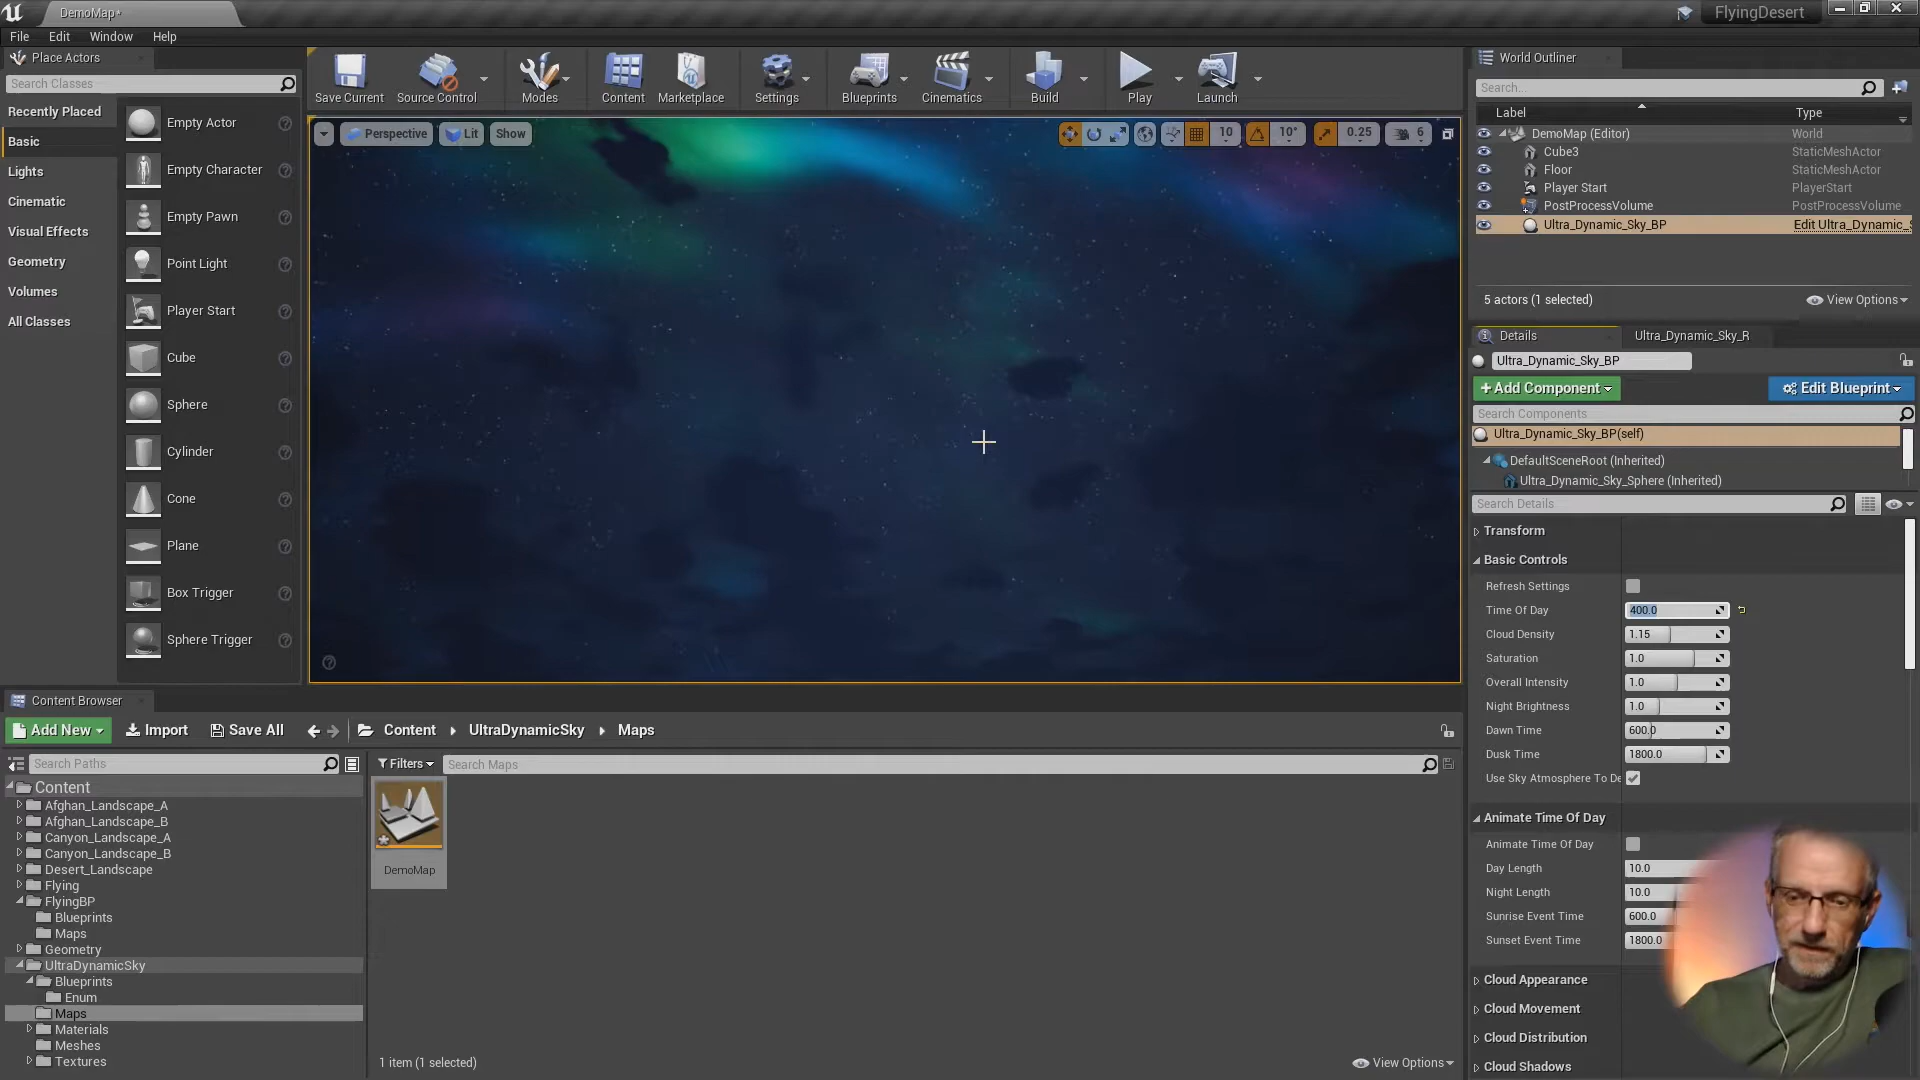 DemoMap*
FlyingDesert
File Edit Window Help
Place Actors
Search Classes
Recently Placed
Basic
Lights
Cinematic
Visual Effects
Geometry
Volumes
All Classes
Empty Actor
Empty Character
Empty Pawn
Point Light
Player Start
Cube
Sphere
Cylinder
Cone
Plane
Box Trigger
Sphere Trigger
Save Current Source Control Modes Content Marketplace Settings Blueprints Cinematics Build Play Launch
Perspective Lit Show 10 10° 0.25 6
World Outliner
Search...
Label Type
DemoMap (Editor) World
Cube3 StaticMeshActor
Floor StaticMeshActor
Player Start PlayerStart
PostProcessVolume PostProcessVolume
Ultra_Dynamic_Sky_BP Edit Ultra_Dynamic_S
5 actors (1 selected) View Options
Details Ultra_Dynamic_Sky_R
Ultra_Dynamic_Sky_BP
+Add Component Edit Blueprint
Search Components
Ultra_Dynamic_Sky_BP(self)
DefaultSceneRoot (Inherited)
Ultra_Dynamic_Sky_Sphere (Inherited)
Search Details
Transform
Basic Controls
Refresh Settings
Time Of Day 400.0
Cloud Density 1.15
Saturation 1.0
Overall Intensity 1.0
Night Brightness 1.0
Dawn Time 600.0
Dusk Time 1800.0
Use Sky Atmosphere To De
Animate Time Of Day
Animate Time Of Day
Day Length 10.0
Night Length 10.0
Sunrise Event Time 600.0
Sunset Event Time 1800.0
Cloud Appearance
Cloud Movement
Cloud Distribution
Cloud Shadows
Content Browser
Add New Import Save All Content UltraDynamicSky Maps
Search Paths
Filters Search Maps
Content
Afghan_Landscape_A
Afghan_Landscape_B
Canyon_Landscape_A
Canyon_Landscape_B
Desert_Landscape
Flying
FlyingBP
Blueprints
Maps
Geometry
UltraDynamicSky
Blueprints
Enum
Maps
Materials
Meshes
Textures
DemoMap
1 item (1 selected) View Options